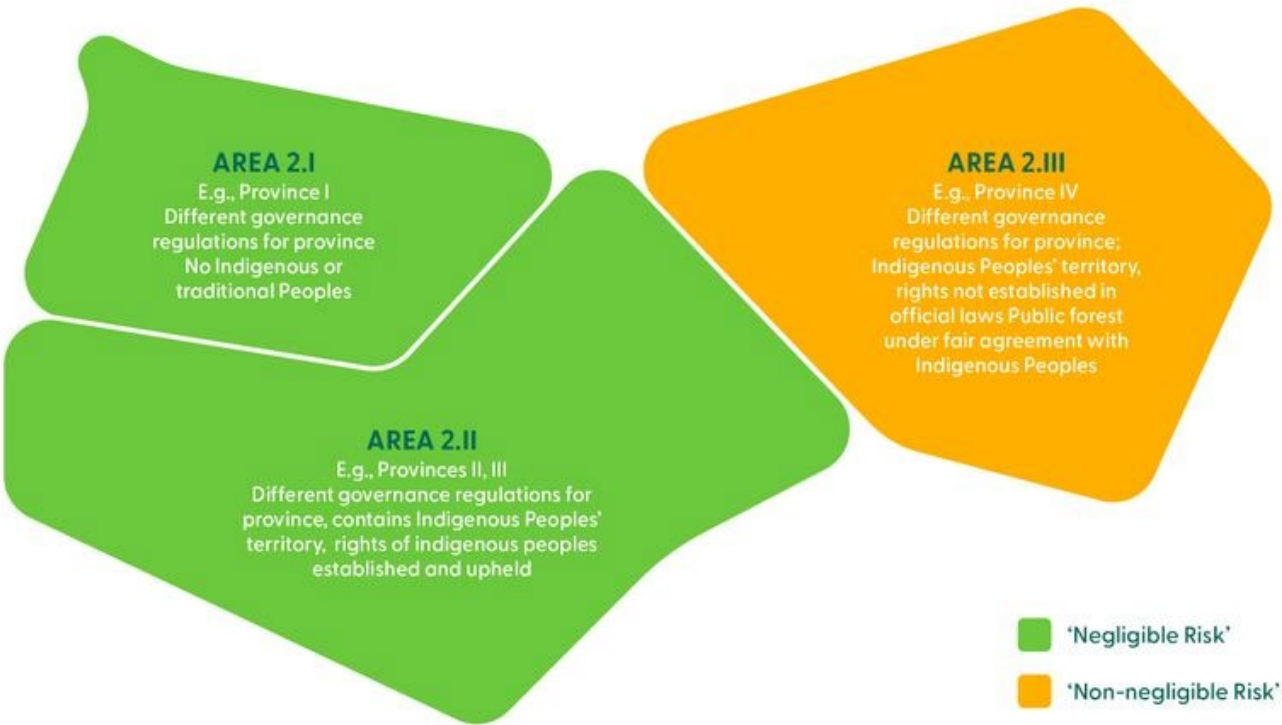 AREA 2.I
E.g., Province I
Different governance
regulations for province
No Indigenous or
traditional Peoples
AREA 2.III
E.g., Province IV
Different governance
regulations for province;
Indigenous Peoples' territory,
rights not established in
official laws Public forest
under fair agreement with
Indigenous Peoples
AREA 2.II
E.g., Provinces II, III
Different governance regulations for
province, contains Indigenous Peoples'
territory, rights of indigenous peoples
established and upheld
'Negligible Risk'
'Non-negligible Risk'